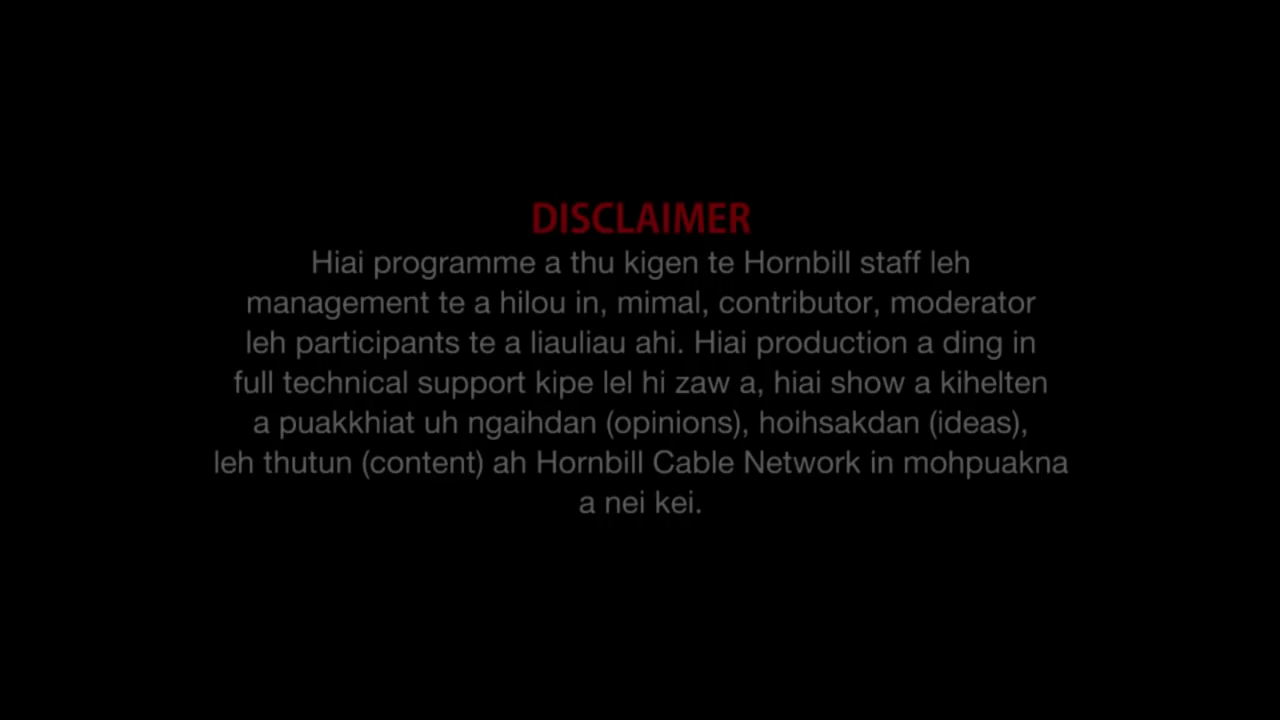 DISCLAIMER
Hiai programme a thu kigen te Hornbill staff leh
management te a hilou in, mimal, contributor, moderator
leh participants te a liauliau ahi. Hiai production a ding in
full technical support kipe lel hi zaw a, hiai show a kihelten
a puakkhiat uh ngaihdan (opinions), hoihsakdan (ideas),
leh thutun (content) ah Hornbill Cable Network in mohpuakna
a nei kei.